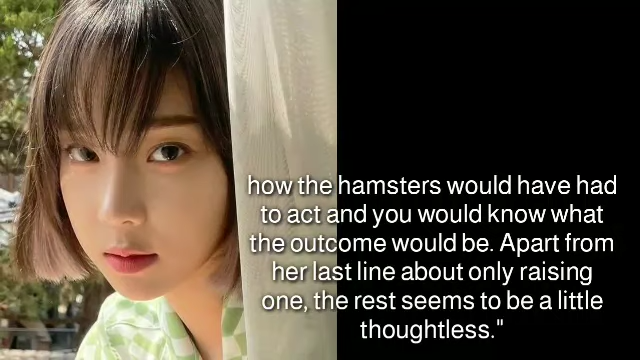 how the hamsters would have had
to act and you would know what
the outcome would be. Apart from
her last line about only raising
one, the rest seems to be a little
thoughtless."